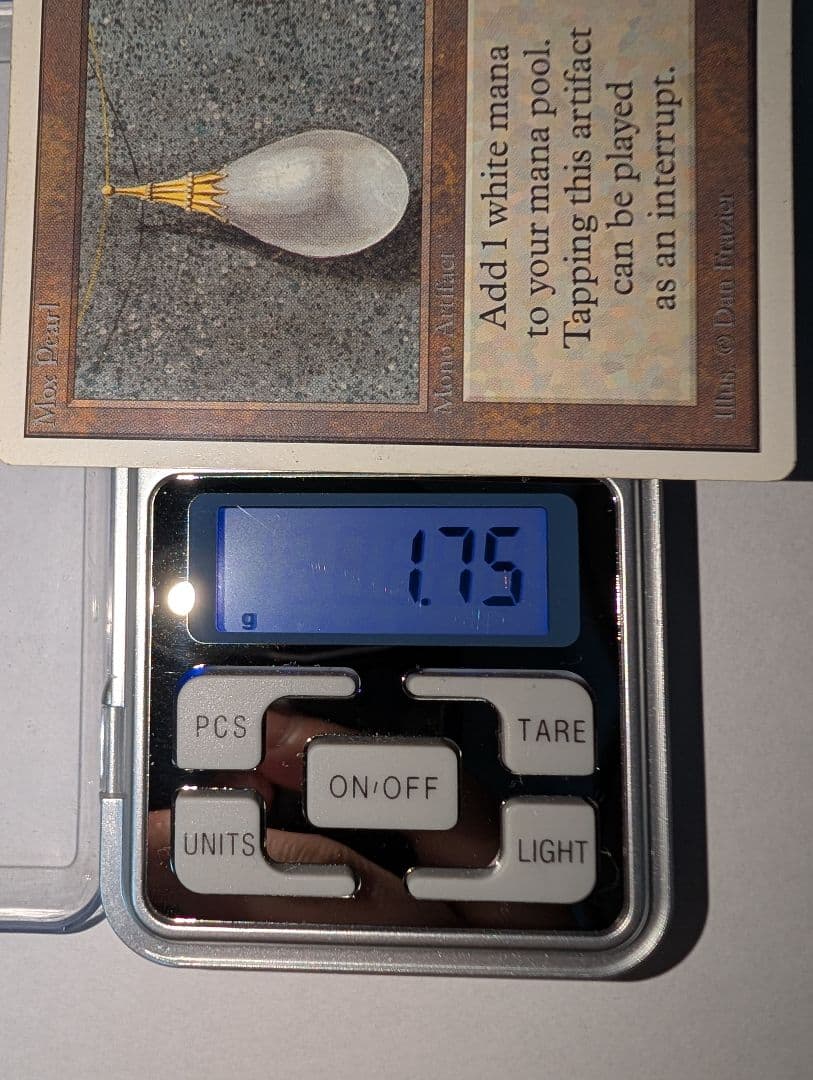 Mox Pearl
Mono Artifact
Add 1 white mana
to your mana pool.
Tapping this artifact
can be played
as an interrupt.
Illus. © Dan Frazier
1.75
g
PCS
TARE
ON/OFF
UNITS
LIGHT